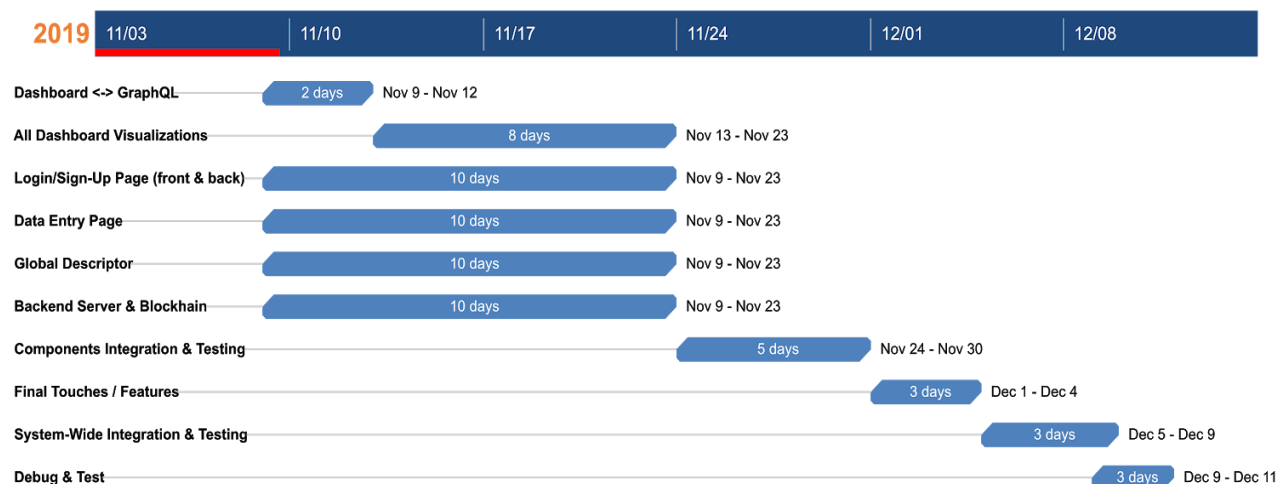 2019 11/03 11/10 11/17 11/24 12/01 12/08
Dashboard <-> GraphQL 2 days Nov 9 - Nov 12
All Dashboard Visualizations 8 days Nov 13 - Nov 23
Login/Sign-Up Page (front & back) 10 days Nov 9 - Nov 23
Data Entry Page 10 days Nov 9 - Nov 23
Global Descriptor 10 days Nov 9 - Nov 23
Backend Server & Blockhain 10 days Nov 9 - Nov 23
Components Integration & Testing 5 days Nov 24 - Nov 30
Final Touches / Features 3 days Dec 1 - Dec 4
System-Wide Integration & Testing 3 days Dec 5 - Dec 9
Debug & Test 3 days Dec 9 - Dec 11